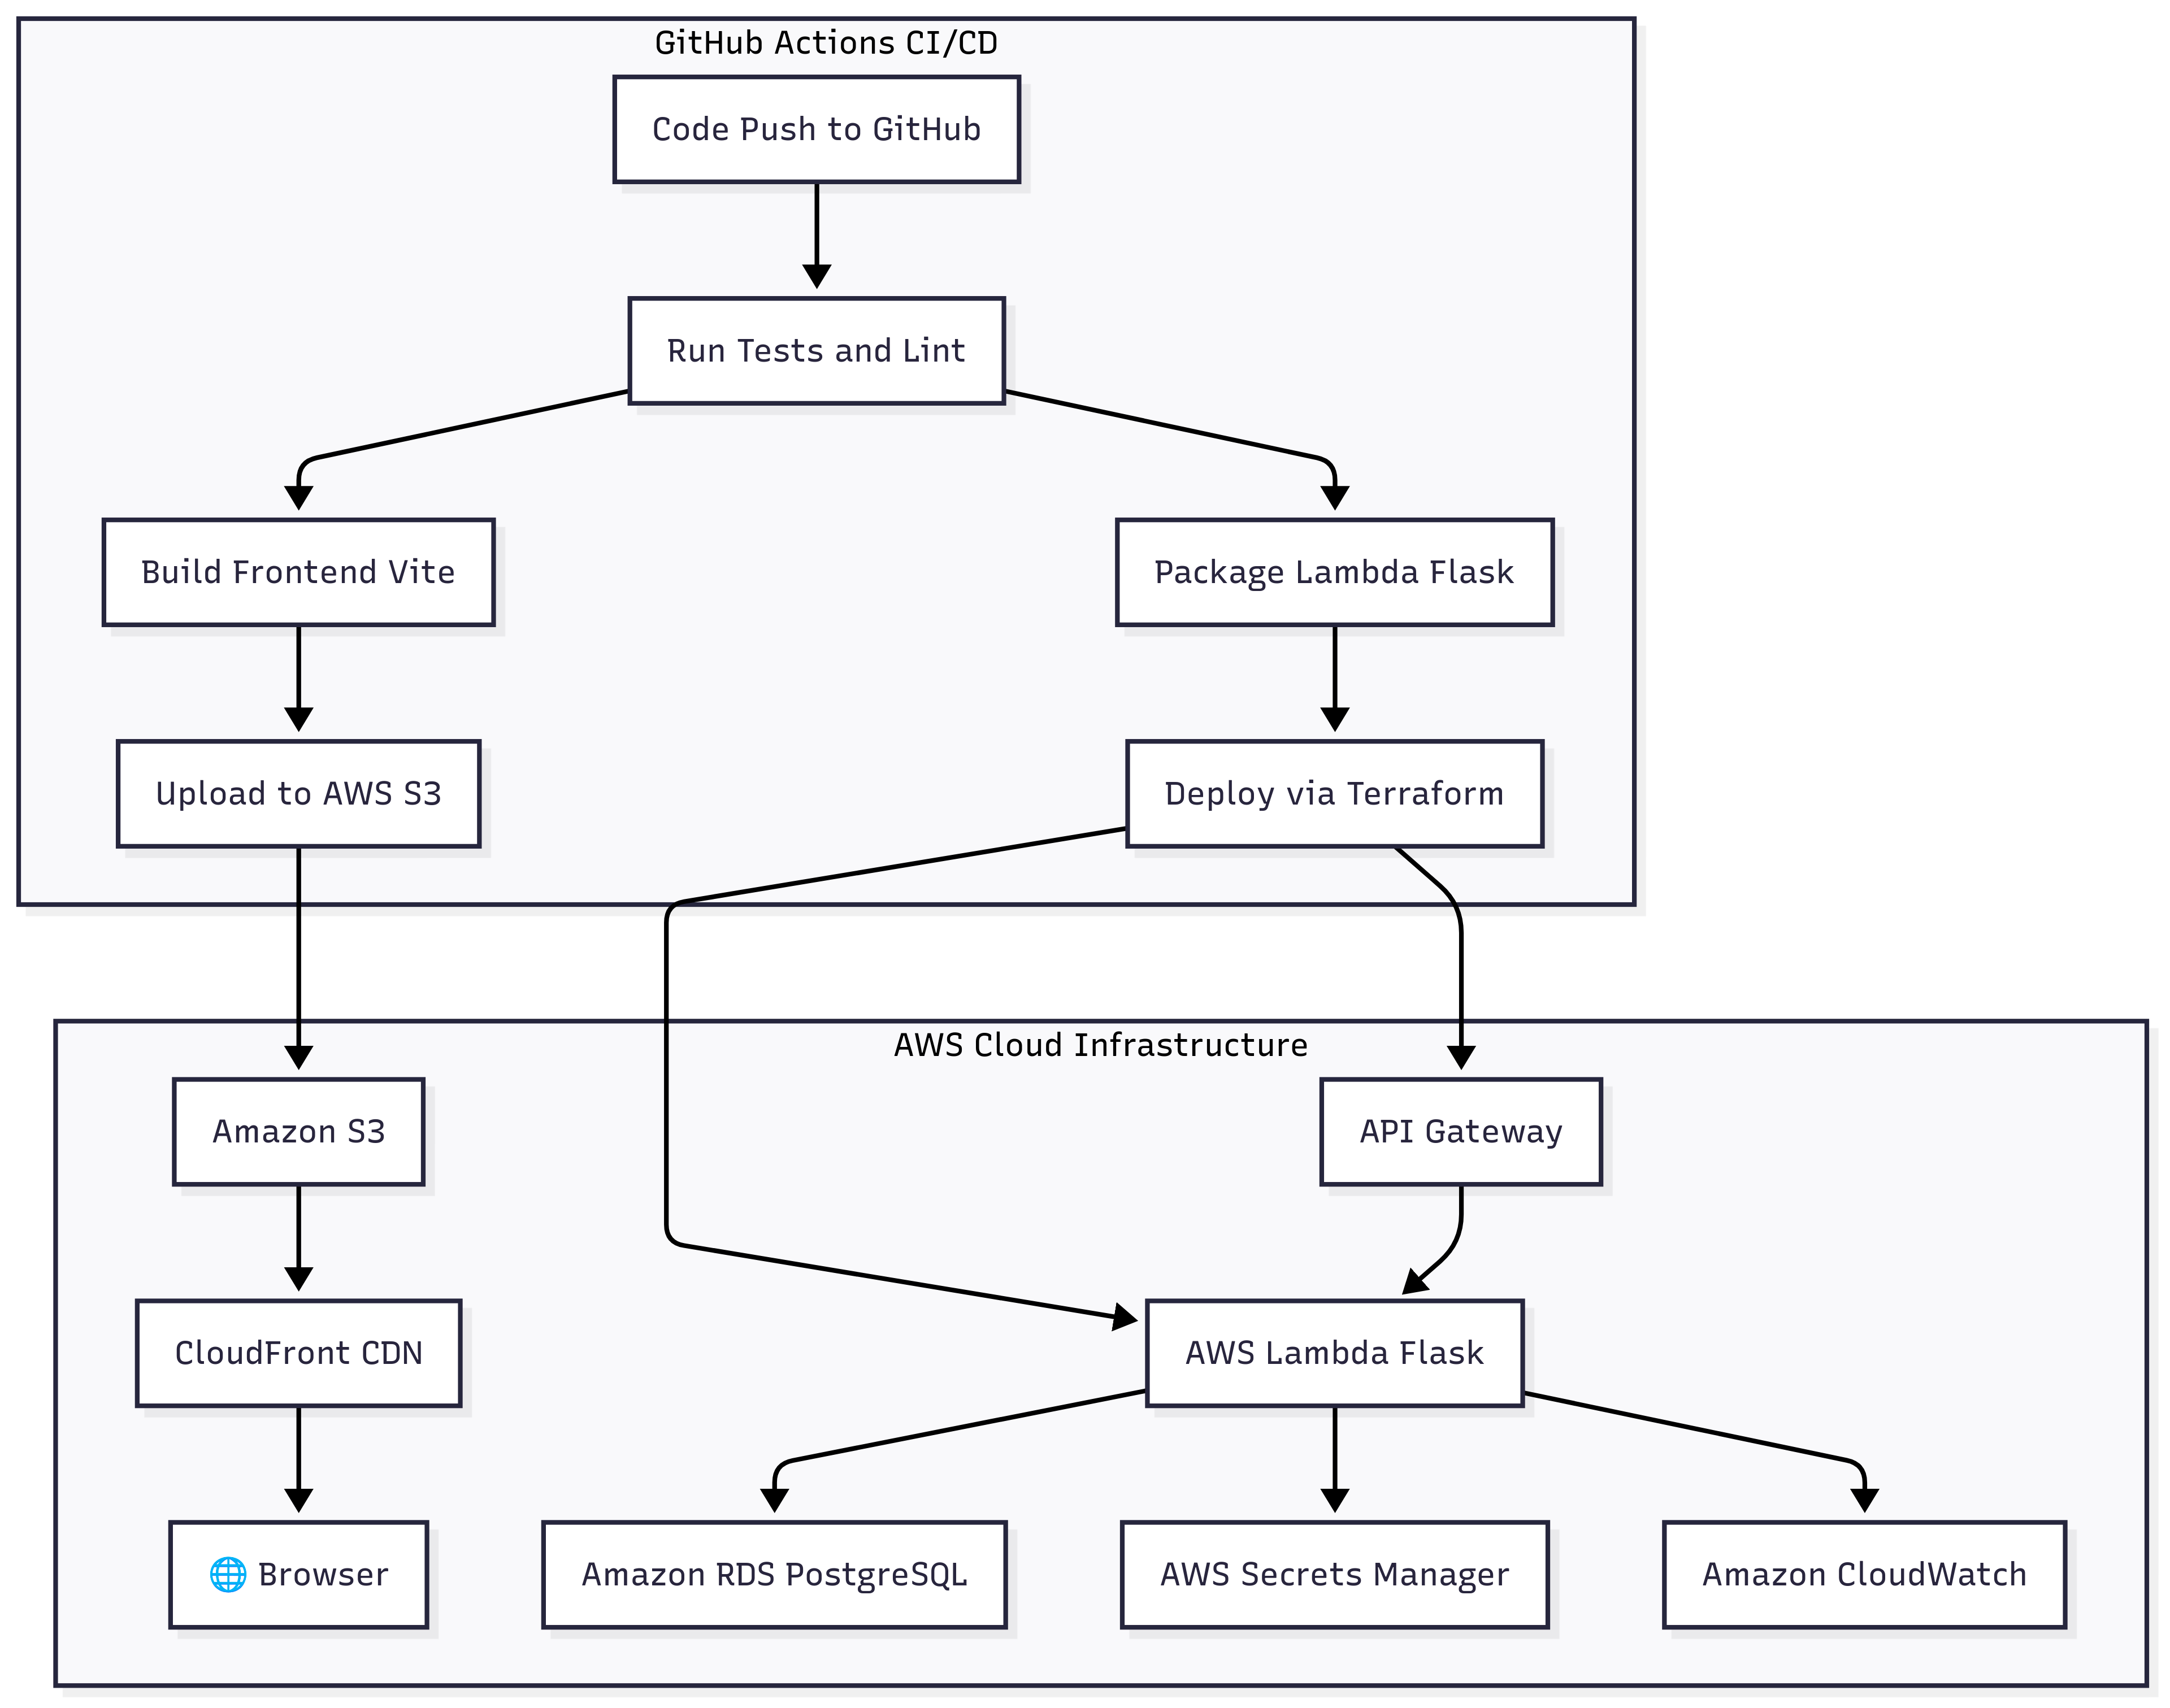 GitHub Actions CI/CD
Code Push to GitHub
Run Tests and Lint
Build Frontend Vite
Package Lambda Flask
Upload to AWS S3
Deploy via Terraform
AWS Cloud Infrastructure
Amazon S3
API Gateway
CloudFront CDN
AWS Lambda Flask
🌐 Browser
Amazon RDS PostgreSQL
AWS Secrets Manager
Amazon CloudWatch